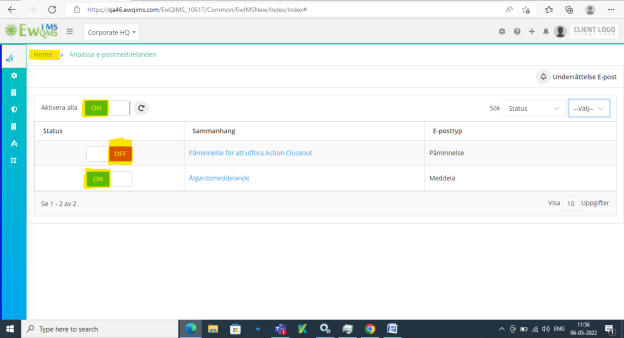 https://qa46.ewqims.com/EwQIMS_10617/Common/EwIMSNew/Index/Index#
EwQIMS
IMS
Corporate HQ
CLIENT LOGO
Home > Anpassa e-postmeddelanden
Underrättelse E-post
Aktivera alla ON
Sök Status --Välj--
Status Sammanhang E-posttyp
OFF Påminnelse för att utföra Action Closeout Påminnelse
ON Åtgärdsmeddelande Meddela
Se 1 - 2 av 2
Visa 10 Uppgifter
Type here to search
ENG
11:56
06-05-2022